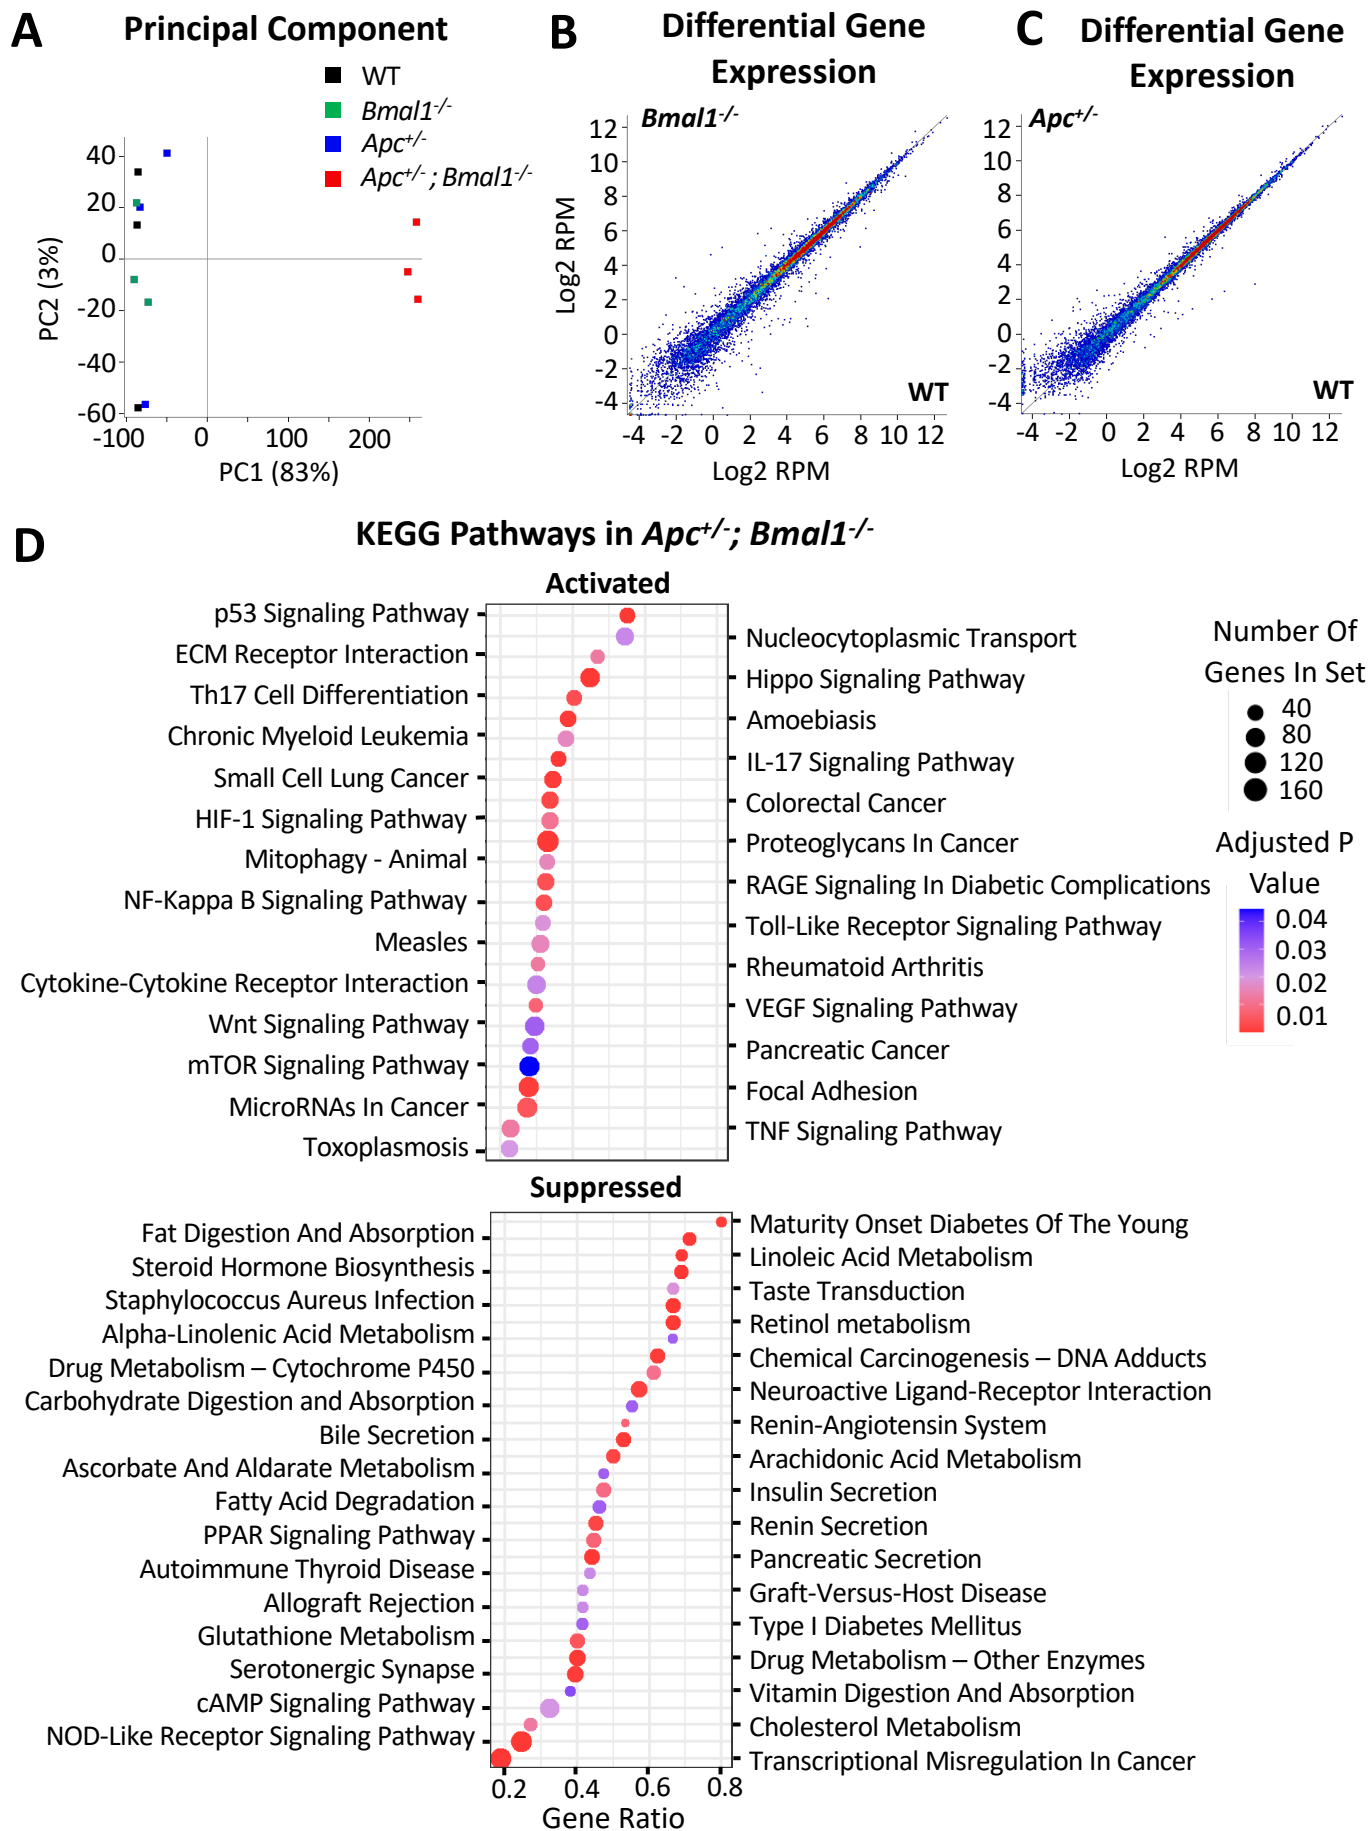 A
Principal Component
WT
Bmal1-/-
Apc+/-
Apc+/- ; Bmal1-/-
40
20
0
-20
-40
-60
PC2 (3%)
-100
0
100
200
PC1 (83%)
B
Differential Gene
Expression
Bmal1-/-
12
10
8
6
4
2
0
-2
-4
Log2 RPM
WT
-4 -2 0 2 4 6 8 10 12
Log2 RPM
C
Differential Gene
Expression
Apc+/-
12
10
8
6
4
2
0
-2
-4
WT
-4 -2 0 2 4 6 8 10 12
Log2 RPM
D
KEGG Pathways in Apc+/-; Bmal1-/-
Activated
p53 Signaling Pathway
Nucleocytoplasmic Transport
ECM Receptor Interaction
Hippo Signaling Pathway
Th17 Cell Differentiation
Amoebiasis
Chronic Myeloid Leukemia
IL-17 Signaling Pathway
Small Cell Lung Cancer
Colorectal Cancer
HIF-1 Signaling Pathway
Proteoglycans In Cancer
Mitophagy - Animal
RAGE Signaling In Diabetic Complications
NF-Kappa B Signaling Pathway
Toll-Like Receptor Signaling Pathway
Measles
Rheumatoid Arthritis
Cytokine-Cytokine Receptor Interaction
VEGF Signaling Pathway
Wnt Signaling Pathway
Pancreatic Cancer
mTOR Signaling Pathway
Focal Adhesion
MicroRNAs In Cancer
TNF Signaling Pathway
Toxoplasmosis
Number Of
Genes In Set
40
80
120
160
Adjusted P
Value
0.04
0.03
0.02
0.01
Suppressed
Maturity Onset Diabetes Of The Young
Fat Digestion And Absorption
Linoleic Acid Metabolism
Steroid Hormone Biosynthesis
Taste Transduction
Staphylococcus Aureus Infection
Retinol metabolism
Alpha-Linolenic Acid Metabolism
Chemical Carcinogenesis – DNA Adducts
Drug Metabolism – Cytochrome P450
Neuroactive Ligand-Receptor Interaction
Carbohydrate Digestion and Absorption
Renin-Angiotensin System
Bile Secretion
Arachidonic Acid Metabolism
Ascorbate And Aldarate Metabolism
Insulin Secretion
Fatty Acid Degradation
Renin Secretion
PPAR Signaling Pathway
Pancreatic Secretion
Autoimmune Thyroid Disease
Graft-Versus-Host Disease
Allograft Rejection
Type I Diabetes Mellitus
Glutathione Metabolism
Drug Metabolism – Other Enzymes
Serotonergic Synapse
Vitamin Digestion And Absorption
cAMP Signaling Pathway
Cholesterol Metabolism
NOD-Like Receptor Signaling Pathway
Transcriptional Misregulation In Cancer
0.2 0.4 0.6 0.8
Gene Ratio